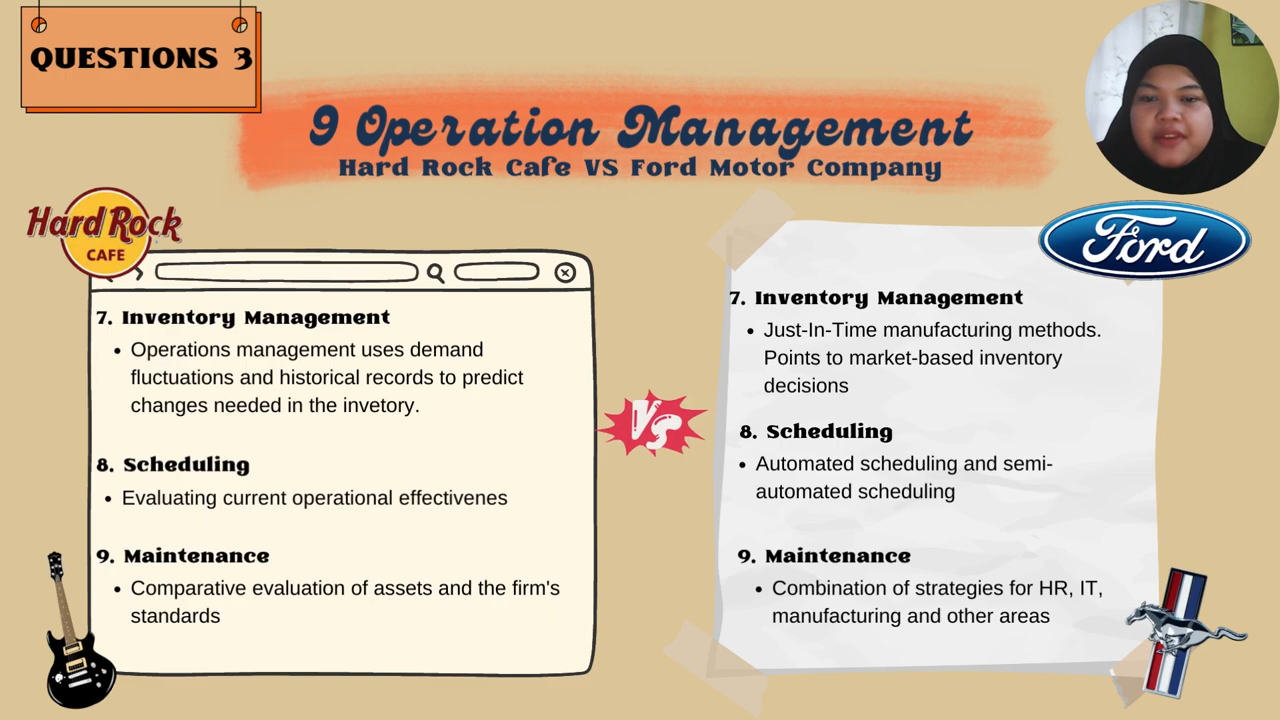 QUESTIONS 3
9 Operation Management
Hard Rock Cafe VS Ford Motor Company
Hard Rock
CAFE
7. Inventory Management
• Operations management uses demand
fluctuations and historical records to predict
changes needed in the invetory.
8. Scheduling
• Evaluating current operational effectivenes
9. Maintenance
• Comparative evaluation of assets and the firm's
standards
VS
Ford
7. Inventory Management
• Just-In-Time manufacturing methods.
Points to market-based inventory
decisions
8. Scheduling
• Automated scheduling and semi-
automated scheduling
9. Maintenance
• Combination of strategies for HR, IT,
manufacturing and other areas